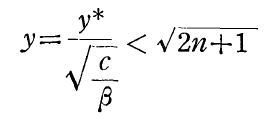 y = y* / √(c/β) < √(2n+1)